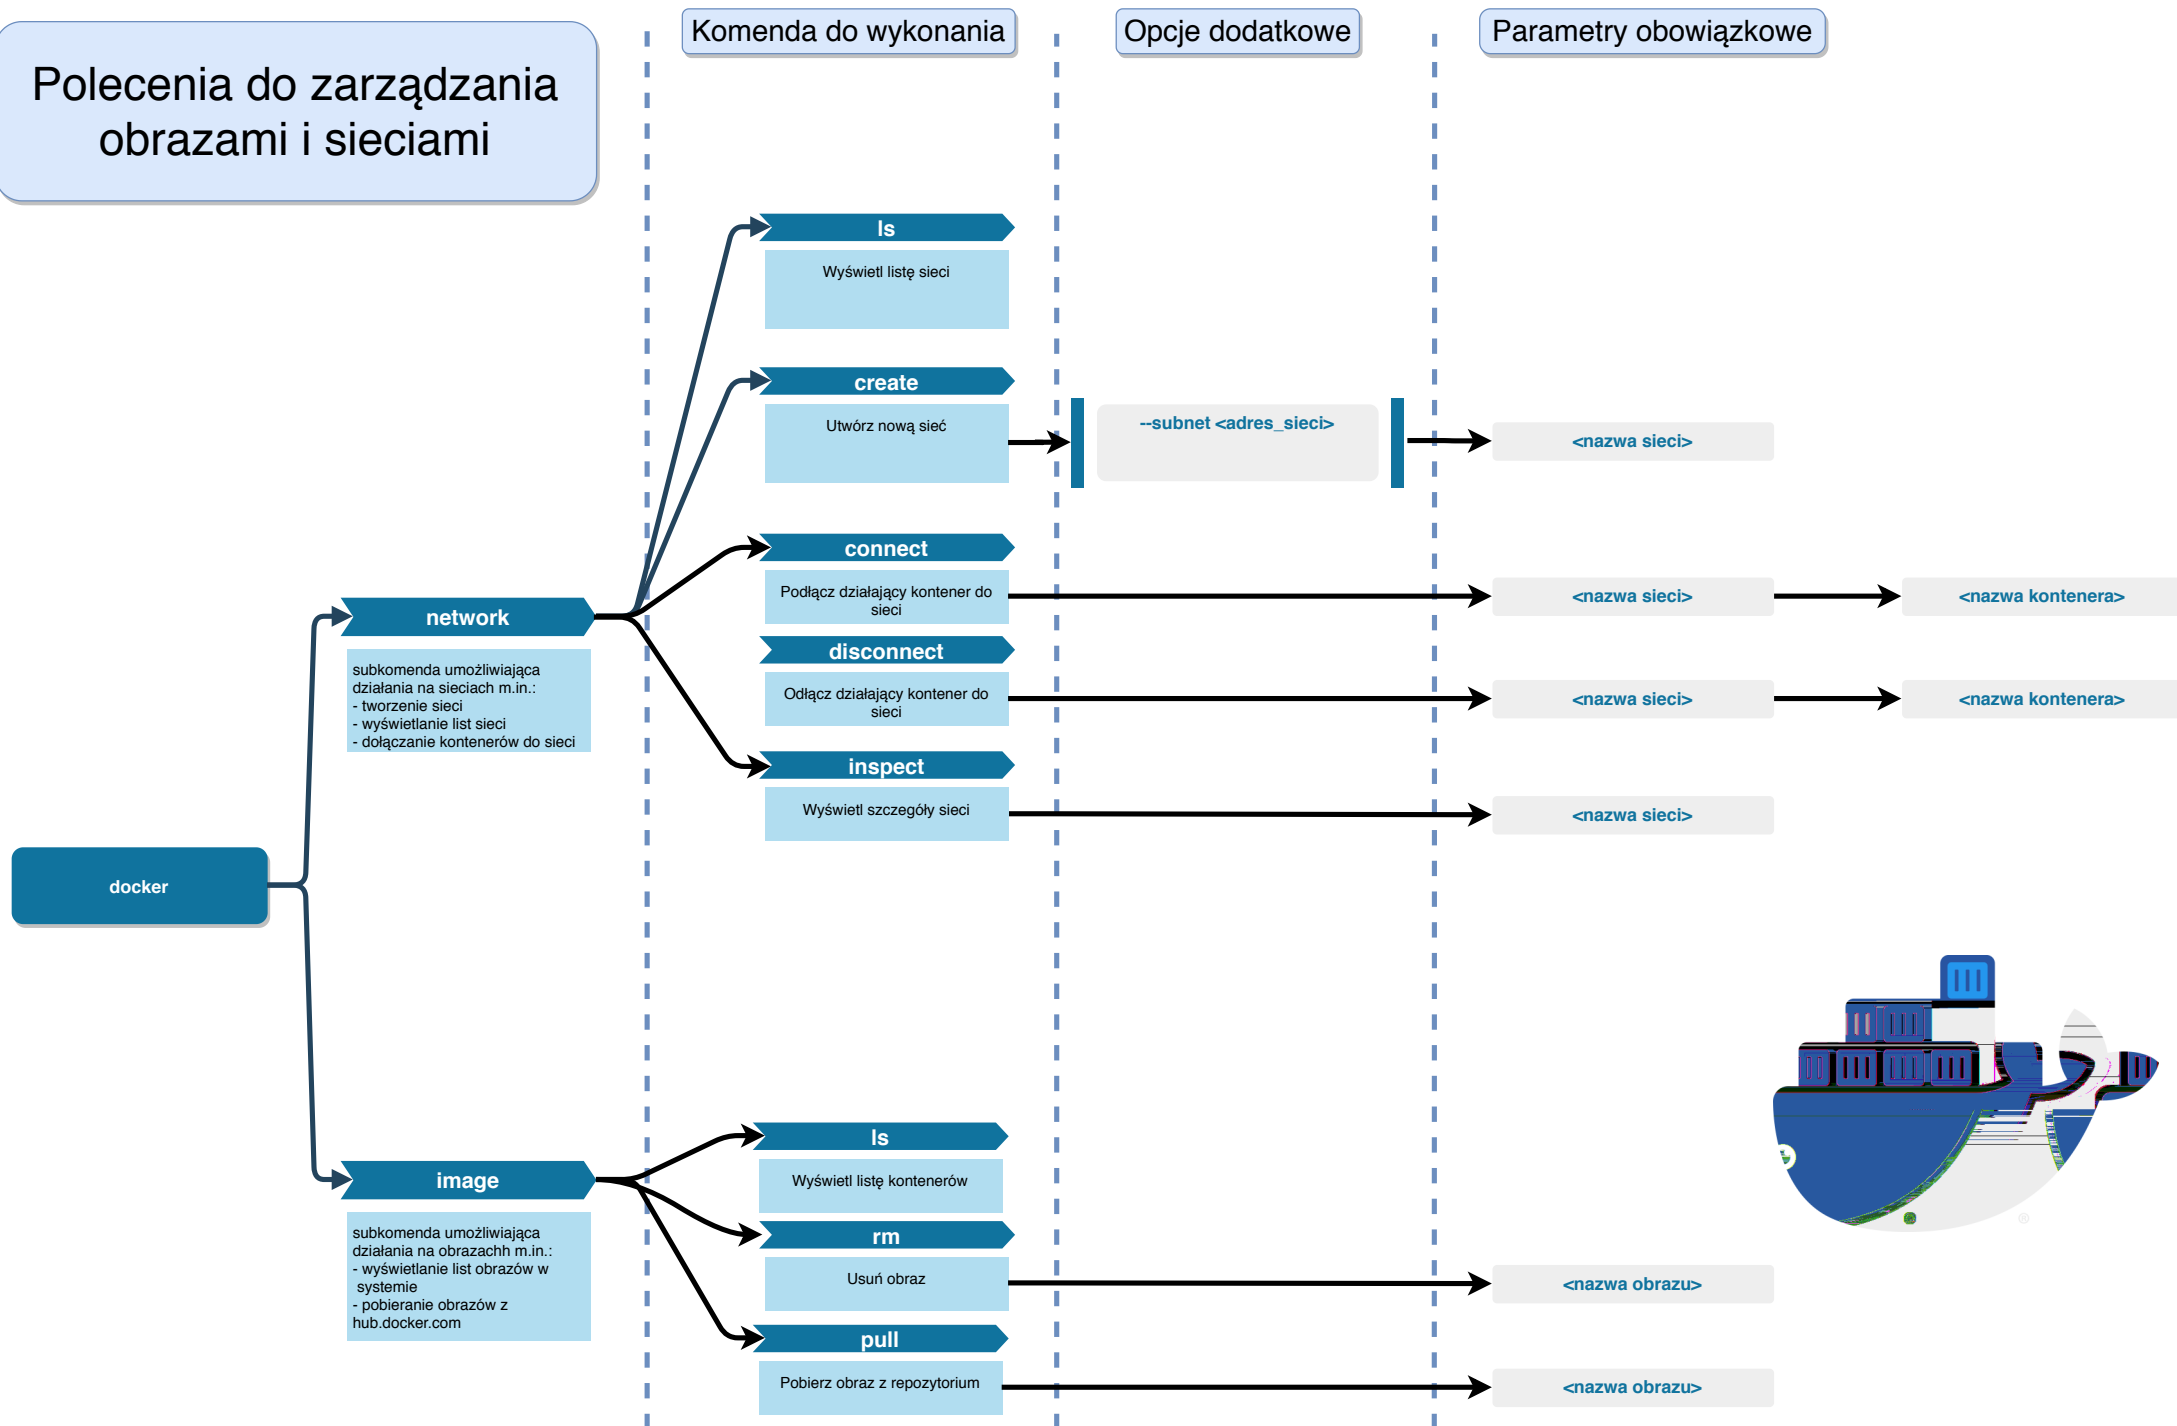 Polecenia do zarządzania
obrazami i sieciami
Komenda do wykonania
Opcje dodatkowe
Parametry obowiązkowe
docker
network
subkomenda umożliwiająca
działania na sieciach m.in.:
- tworzenie sieci
- wyświetlanie list sieci
- dołączanie kontenerów do sieci
ls
Wyświetl listę sieci
create
Utwórz nową sieć
--subnet <adres_sieci>
<nazwa sieci>
connect
Podłącz działający kontener do
sieci
<nazwa sieci>
<nazwa kontenera>
disconnect
Odłącz działający kontener do
sieci
<nazwa sieci>
<nazwa kontenera>
inspect
Wyświetl szczegóły sieci
<nazwa sieci>
image
subkomenda umożliwiająca
działania na obrazachh m.in.:
- wyświetlanie list obrazów w
systemie
- pobieranie obrazów z
hub.docker.com
ls
Wyświetl listę kontenerów
rm
Usuń obraz
<nazwa obrazu>
pull
Pobierz obraz z repozytorium
<nazwa obrazu>
®